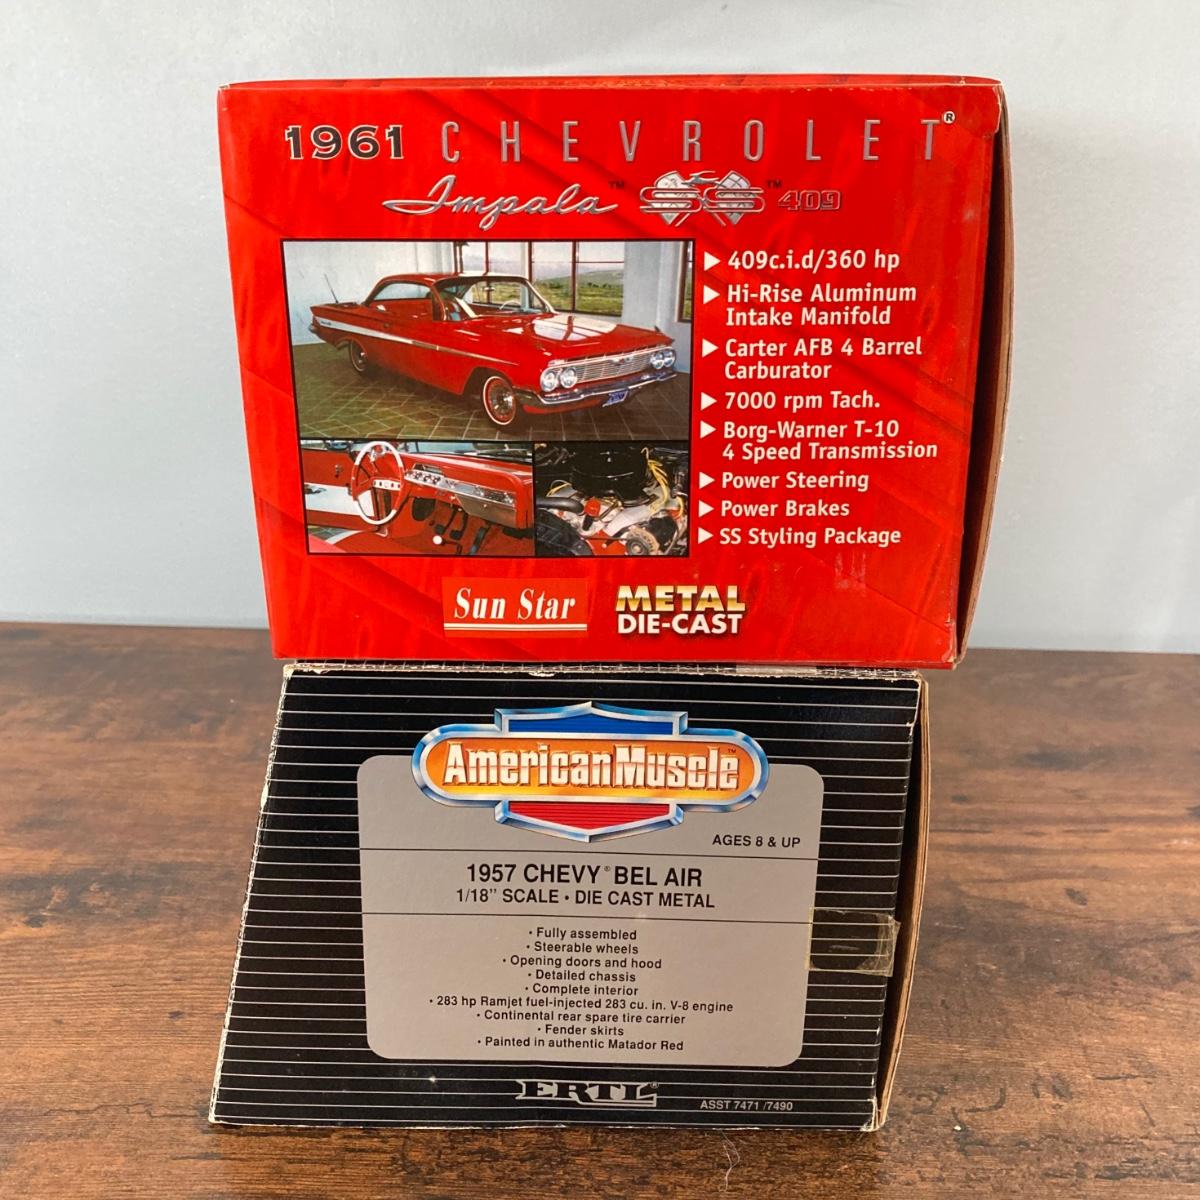 1961 CHEVROLET®
Impala™ SS™ 409
409c.i.d/360 hp
Hi-Rise Aluminum
Intake Manifold
Carter AFB 4 Barrel
Carburator
7000 rpm Tach.
Borg-Warner T-10
4 Speed Transmission
Power Steering
Power Brakes
SS Styling Package
Sun Star
METAL
DIE-CAST
American Muscle™
AGES 8 & UP
1957 CHEVY® BEL AIR
1/18" SCALE • DIE CAST METAL
• Fully assembled
• Steerable wheels
• Opening doors and hood
• Detailed chassis
• Complete interior
• 283 hp Ramjet fuel-injected 283 cu. in. V-8 engine
• Continental rear spare tire carrier
• Fender skirts
• Painted in authentic Matador Red
ERTL®
ASST 7471 /7490